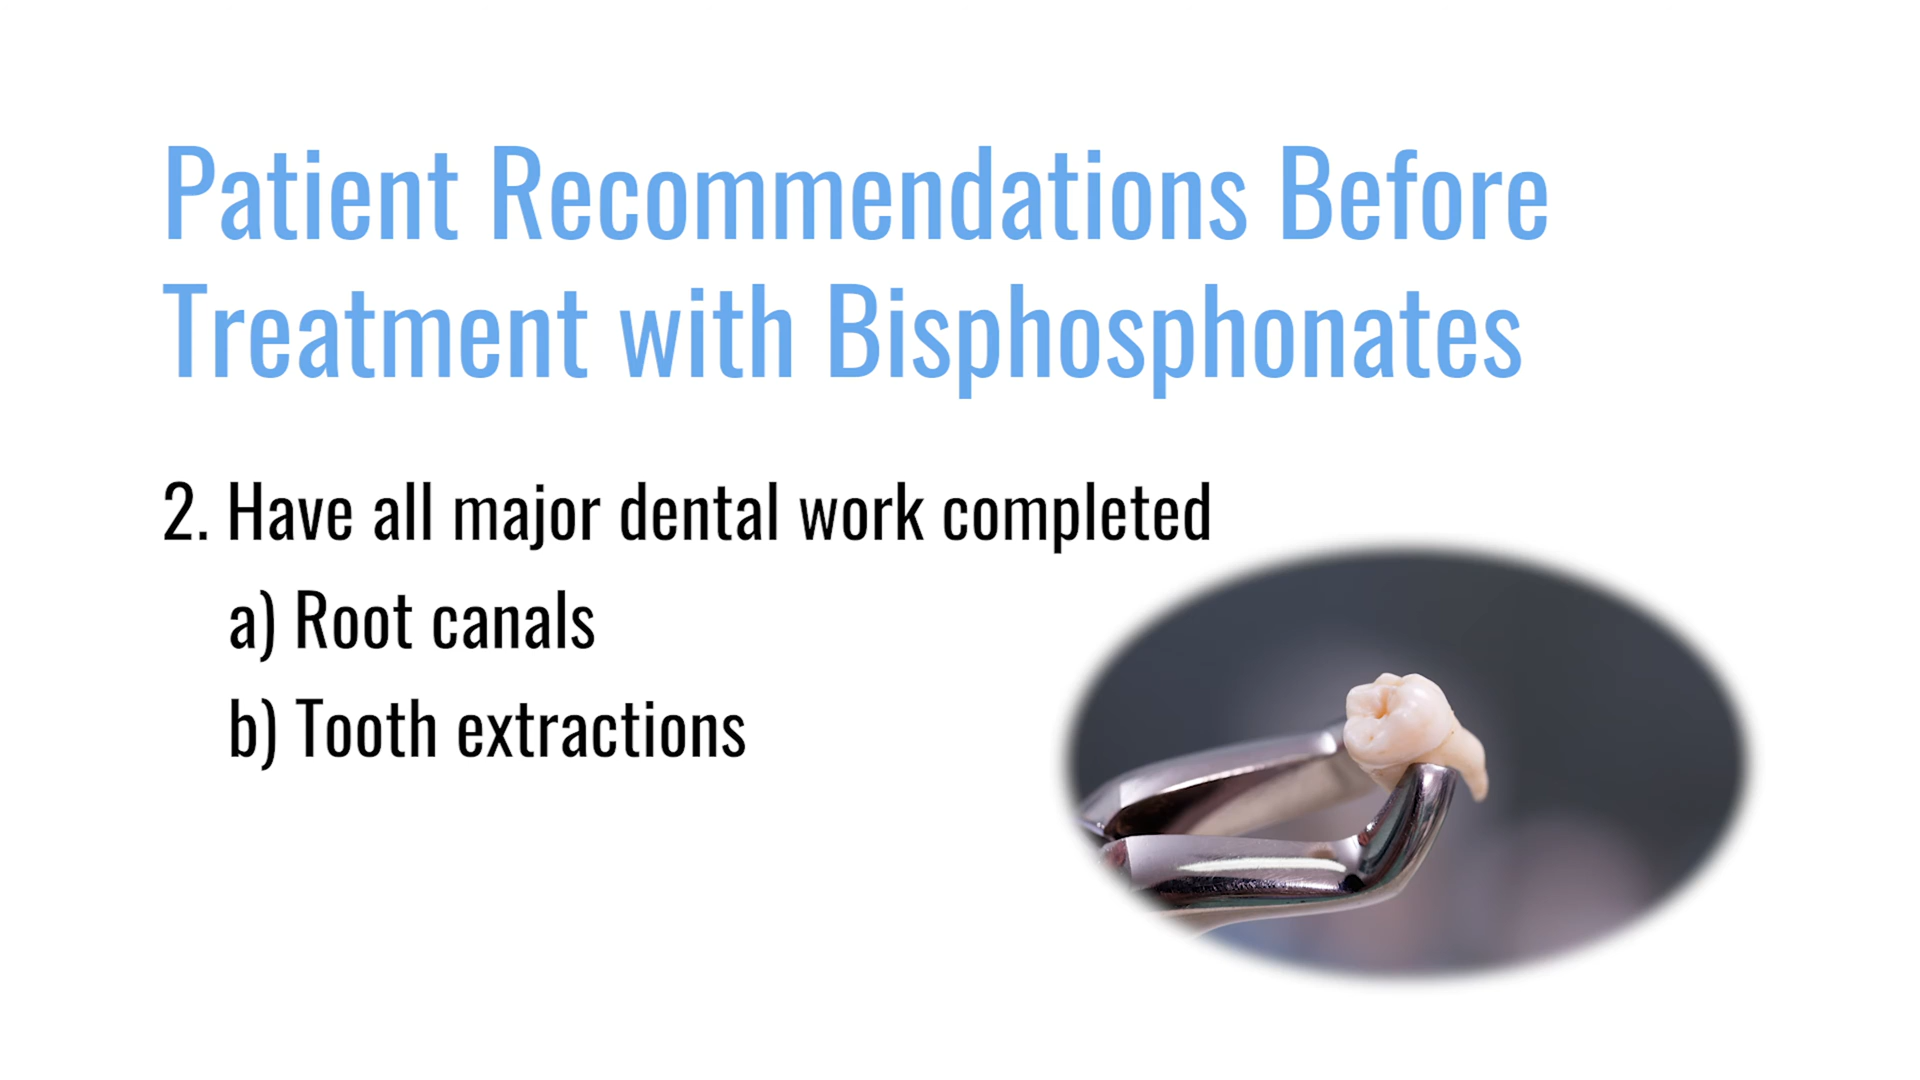 Patient Recommendations Before
Treatment with Bisphosphonates
2. Have all major dental work completed
a) Root canals
b) Tooth extractions